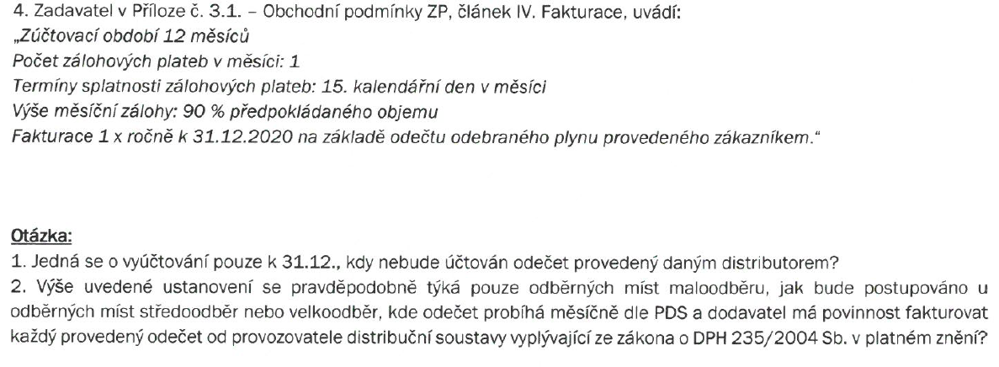 4. Zadavatel v Příloze č. 3.1. – Obchodní podmínky ZP, článek IV. Fakturace, uvádí:
„Zúčtovací období 12 měsíců
Počet zálohových plateb v měsíci: 1
Termíny splatnosti zálohových plateb: 15. kalendářní den v měsíci
Výše měsíční zálohy: 90 % předpokládaného objemu
Fakturace 1 x ročně k 31.12.2020 na základě odečtu odebraného plynu provedeného zákazníkem.“
Otázka:
1. Jedná se o vyúčtování pouze k 31.12., kdy nebude účtován odečet provedený daným distributorem?
2. Výše uvedené ustanovení se pravděpodobně týká pouze odběrných míst maloodběru, jak bude postupováno u
odběrných míst středoodběr nebo velkoodběr, kde odečet probíhá měsíčně dle PDS a dodavatel má povinnost fakturovat
každý provedený odečet od provozovatele distribuční soustavy vyplývající ze zákona o DPH 235/2004 Sb. v platném znění?